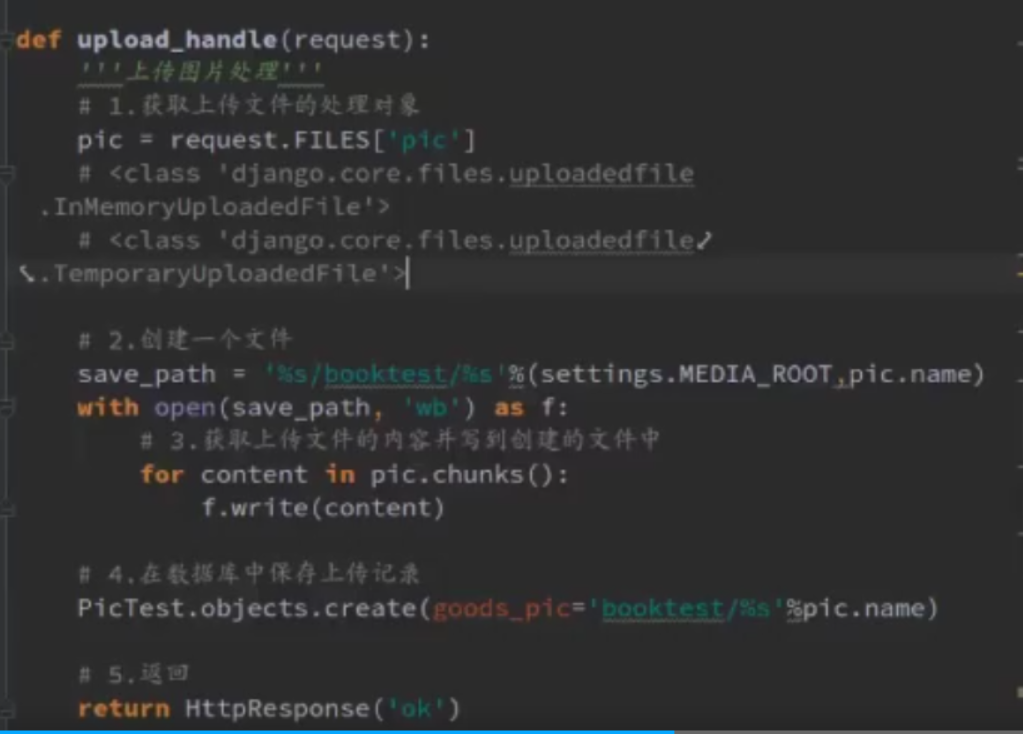 def upload_handle(request):
'''上传图片处理'''
# 1.获取上传文件的处理对象
pic = request.FILES['pic']
# <class 'django.core.files.uploadedfile
.InMemoryUploadedFile'>
# <class 'django.core.files.uploadedfile
.TemporaryUploadedFile'>
# 2.创建一个文件
save_path = '%s/booktest/%s'%(settings.MEDIA_ROOT,pic.name)
with open(save_path, 'wb') as f:
# 3.获取上传文件的内容并写到创建的文件中
for content in pic.chunks():
f.write(content)
# 4.在数据库中保存上传记录
PicTest.objects.create(goods_pic='booktest/%s'%pic.name)
# 5.返回
return HttpResponse('ok')